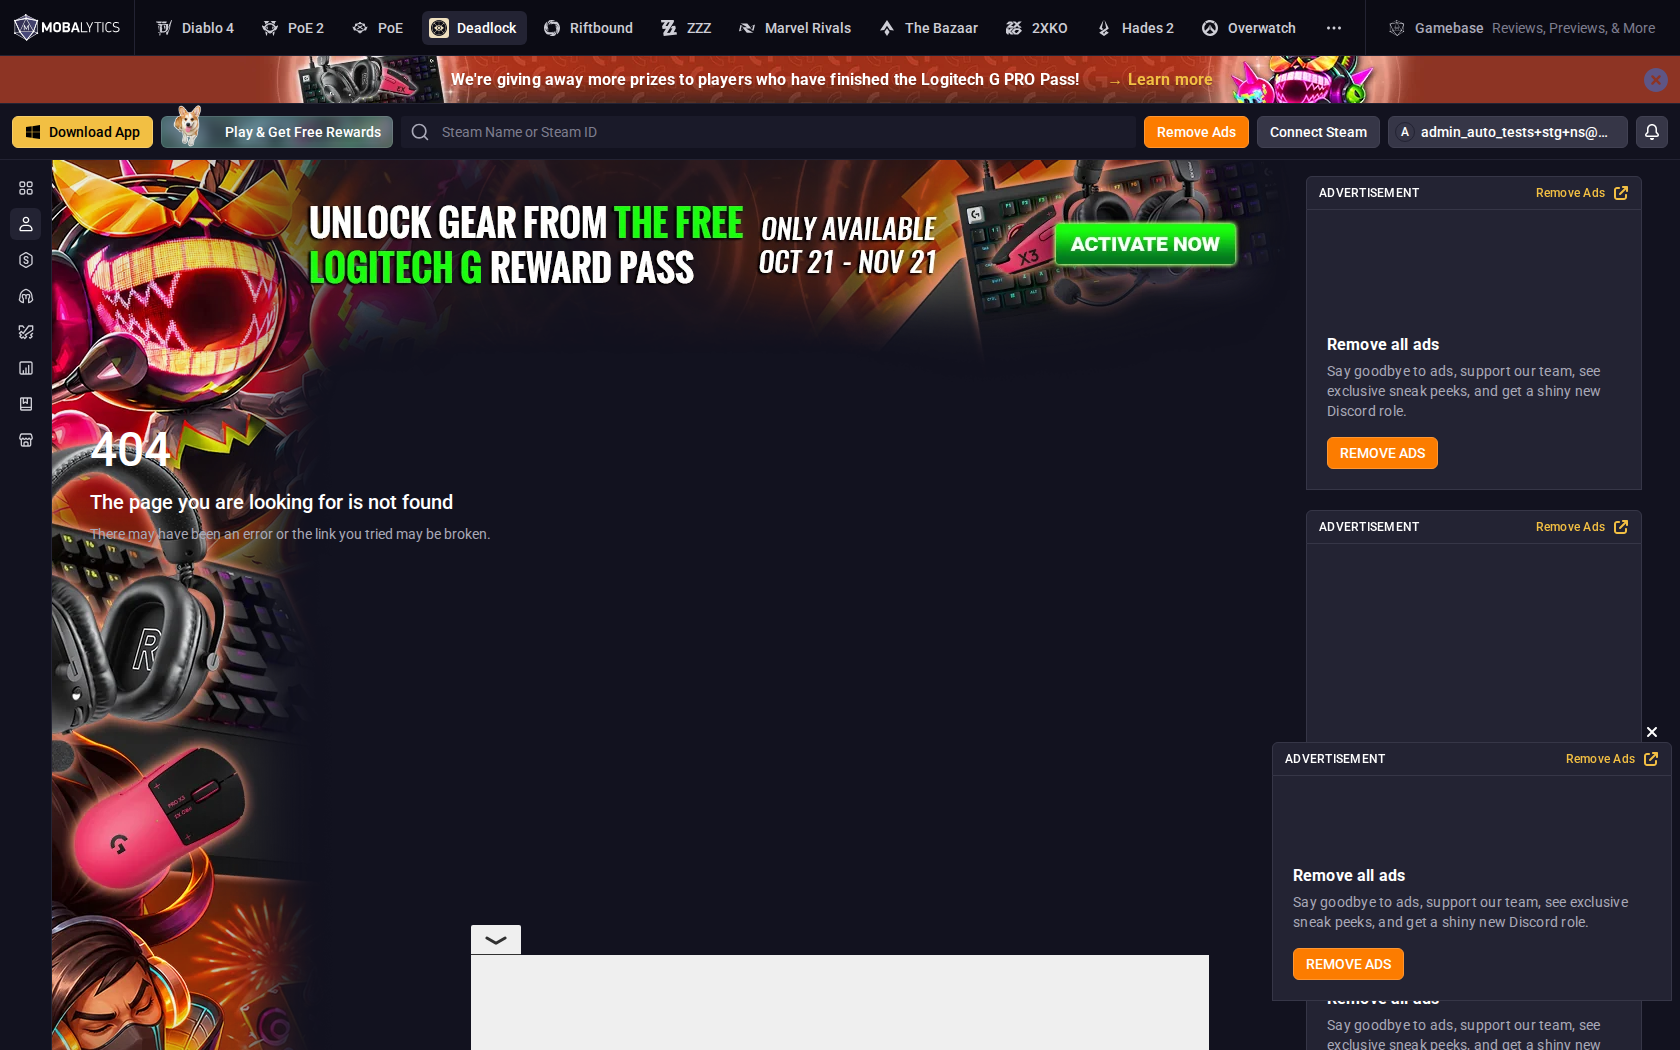 MOBALYTICS
Diablo 4
PoE 2
PoE
Deadlock
Riftbound
ZZZ
Marvel Rivals
The Bazaar
2XKO
Hades 2
Overwatch
Gamebase Reviews, Previews, & More
We're giving away more prizes to players who have finished the Logitech G PRO Pass! → Learn more
Download App
Play & Get Free Rewards
Steam Name or Steam ID
Remove Ads
Connect Steam
A admin_auto_tests+stg+ns@...
UNLOCK GEAR FROM THE FREE
LOGITECH G REWARD PASS
ONLY AVAILABLE
OCT 21 - NOV 21
X3
ACTIVATE NOW
404
The page you are looking for is not found
There may have been an error or the link you tried may be broken.
R
PRO X3
ADVERTISEMENT
Remove Ads
Remove all ads
Say goodbye to ads, support our team, see
exclusive sneak peeks, and get a shiny new
Discord role.
REMOVE ADS
ADVERTISEMENT
Remove Ads
ADVERTISEMENT
Remove Ads
Remove all ads
Say goodbye to ads, support our team, see exclusive
sneak peeks, and get a shiny new Discord role.
REMOVE ADS
Remove all ads
Say goodbye to ads, support our team, see
exclusive sneak peeks, and get a shiny new